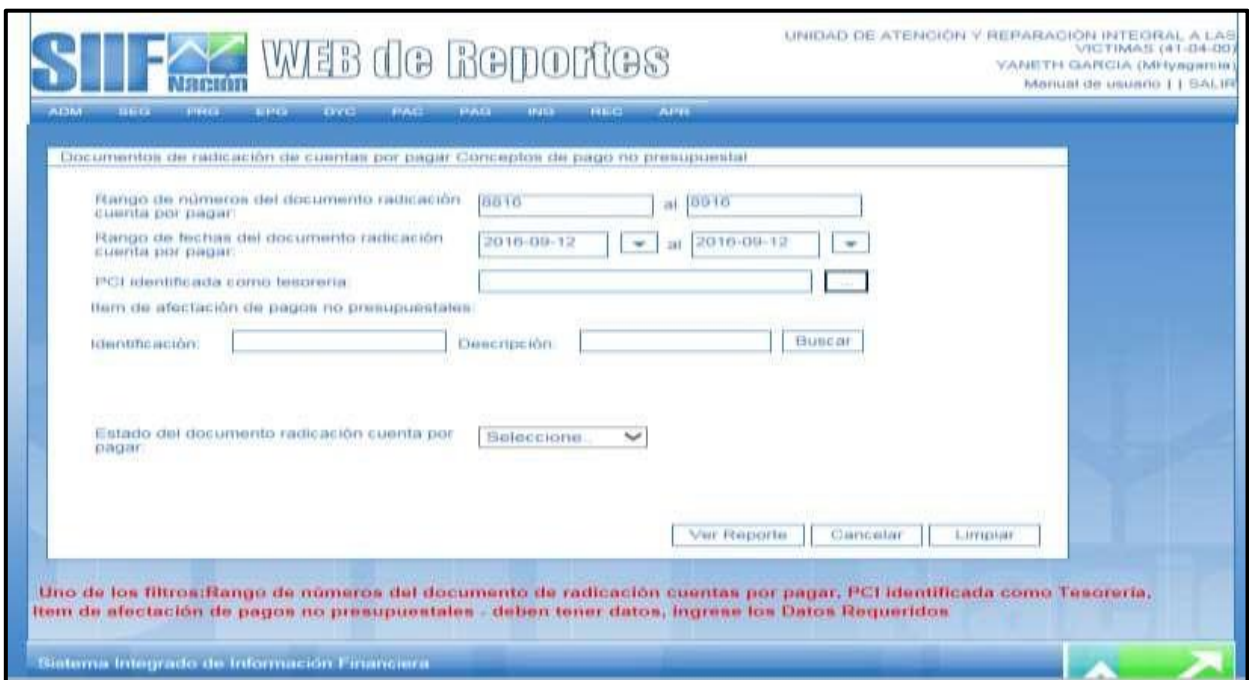 SIIF Nación WEB de Reportes
UNIDAD DE ATENCIÓN Y REPARACIÓN INTEGRAL A LAS
VICTIMAS (41-04-00)
YANETH GARCIA (MHyagarcia)
Manual de usuario | | SALIR
ADM SEG PRG EPG DYC PAC PAG ING REC APR
Documentos de radicación de cuentas por pagar Conceptos de pago no presupuestal
Rango de números del documento radicación
cuenta por pagar:
8816 al 8916
Rango de fechas del documento radicación
cuenta por pagar:
2016-09-12 al 2016-09-12
PCI identificada como tesoreria: ...
Item de afectación de pagos no presupuestales:
Identificación: Descripción: Buscar
Estado del documento radicación cuenta por
pagar:
Seleccione..
Ver Reporte Cancelar Limpiar
Uno de los filtros:Rango de números del documento de radicación cuentas por pagar, PCI identificada como Tesorería,
Item de afectación de pagos no presupuestales - deben tener datos, Ingrese los Datos Requeridos
Sistema Integrado de Información Financiera